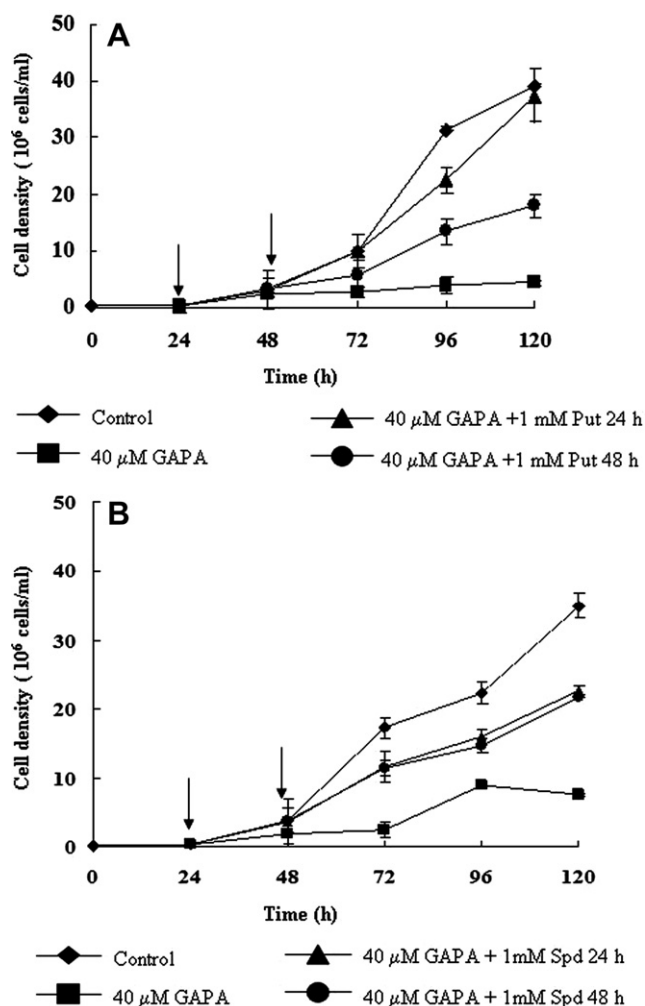 A
50
40
30
20
10
0
Cell density ( 10⁶ cells/ml)
0 24 48 72 96 120
Time (h)
Control
40 µM GAPA +1 mM Put 24 h
40 µM GAPA
40 µM GAPA +1 mM Put 48 h
B
50
40
30
20
10
0
Cell density ( 10⁶ cells/ml)
0 24 48 72 96 120
Time (h)
Control
40 µM GAPA + 1mM Spd 24 h
40 µM GAPA
40 µM GAPA + 1mM Spd 48 h